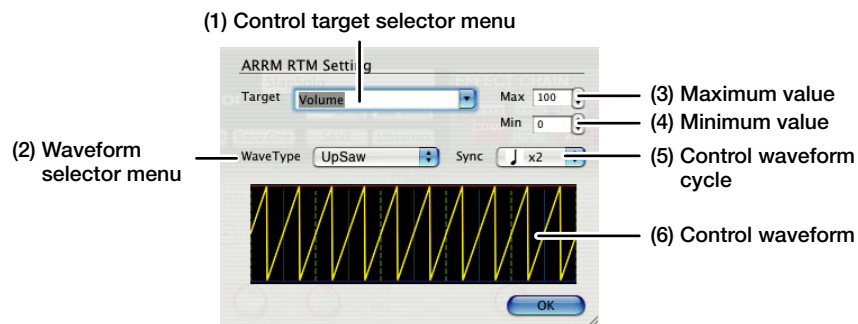 (1) Control target selector menu
ARRM RTM Setting
Target Volume Max 100
(3) Maximum value
Min 0
(4) Minimum value
(2) Waveform
selector menu
WaveType UpSaw Sync ♩ x2
(5) Control waveform
cycle
(6) Control waveform
OK